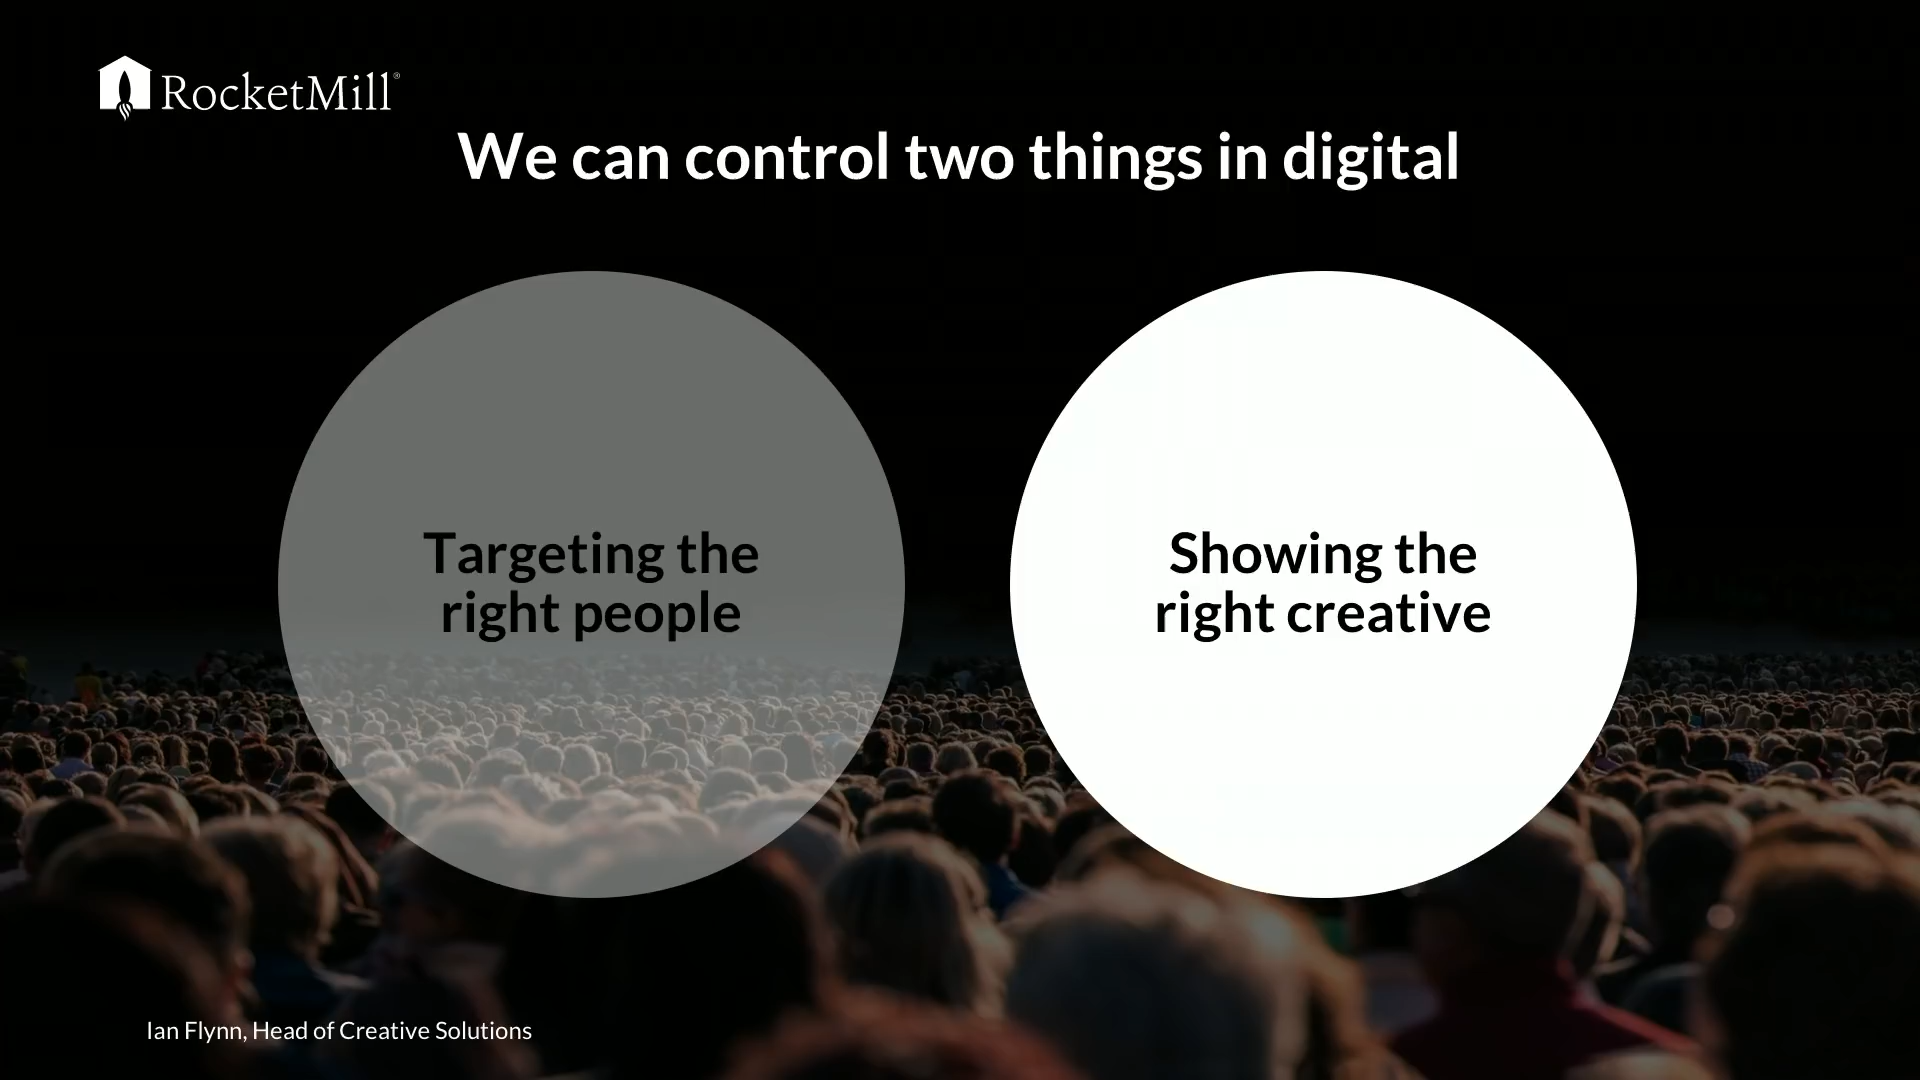 RocketMill®
We can control two things in digital
Targeting the
right people
Showing the
right creative
Ian Flynn, Head of Creative Solutions